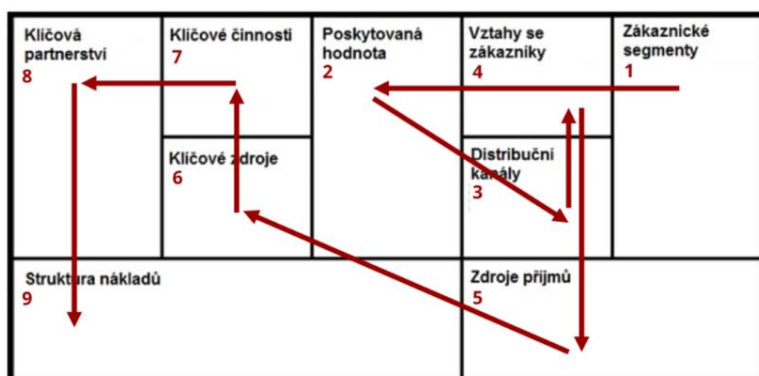 Klíčová
partnerství
8
Klíčové činnosti
7
Poskytovaná
hodnota
2
Vztahy se
zákazníky
4
Zákaznické
segmenty
1
Klíčové zdroje
6
Distribuční
kanály
3
Struktura nákladů
9
Zdroje příjmů
5